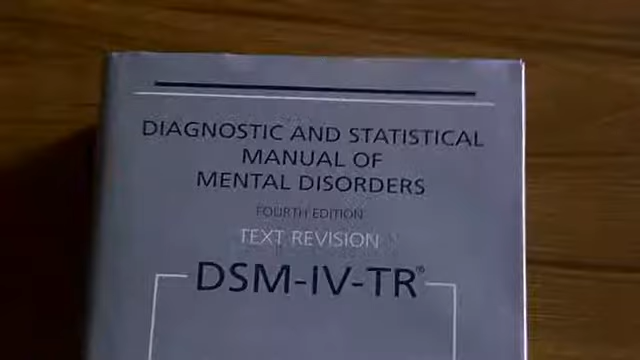 DIAGNOSTIC AND STATISTICAL
MANUAL OF
MENTAL DISORDERS
FOURTH EDITION
TEXT REVISION
DSM-IV-TR®